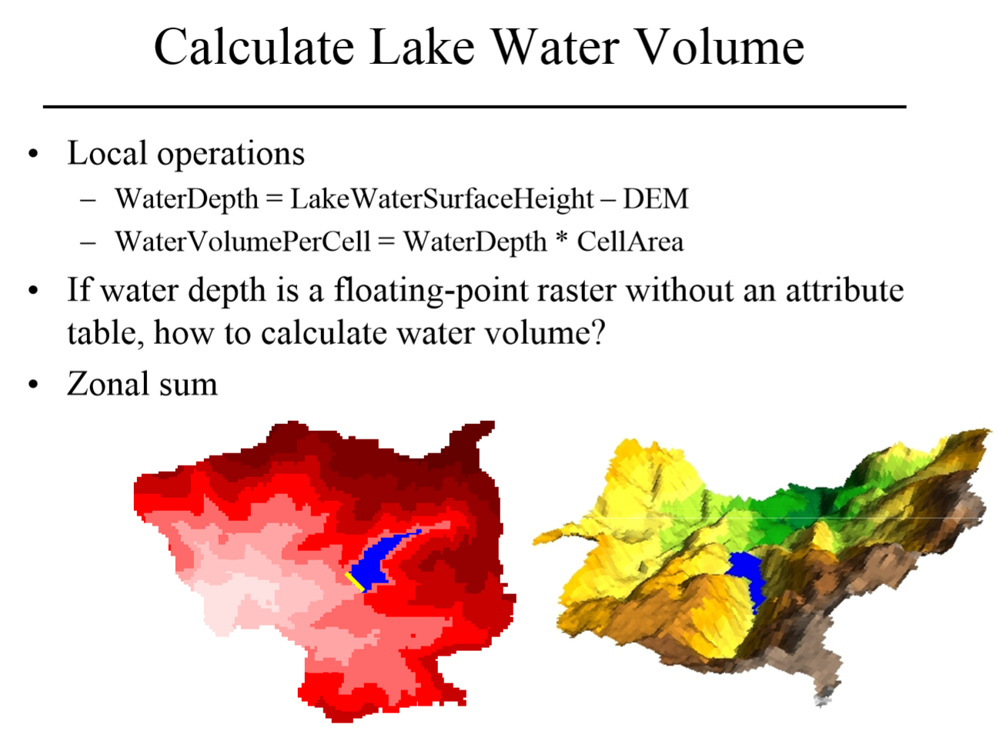 Calculate Lake Water Volume
• Local operations
– WaterDepth = LakeWaterSurfaceHeight – DEM
– WaterVolumePerCell = WaterDepth * CellArea
• If water depth is a floating-point raster without an attribute
table, how to calculate water volume?
• Zonal sum